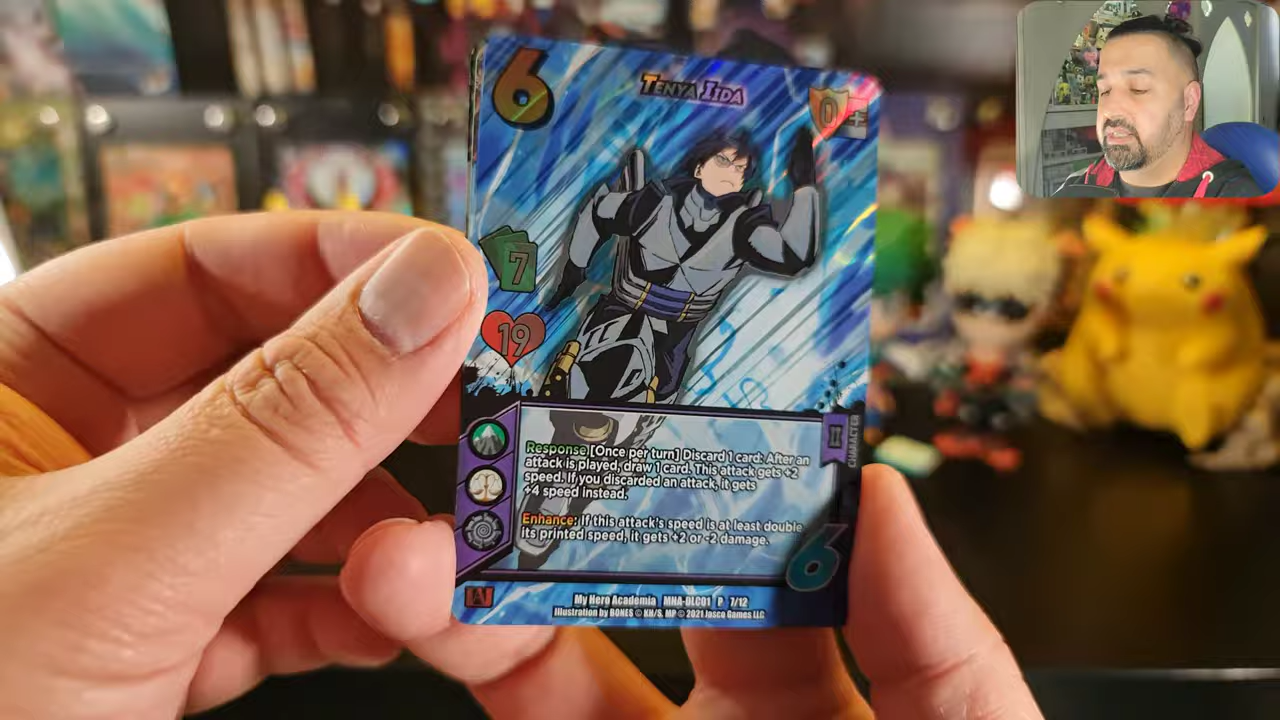 6
TENYA IIDA
0
+
7
19
Response [Once per turn] Discard 1 card: After an
attack is played, draw 1 card. This attack gets +2
speed. If you discarded an attack, it gets
+4 speed instead.
Enhance: If this attack's speed is at least double
its printed speed, it gets +2 or -2 damage.
CHARACTER
6
My Hero Academia MHA-DLC01 P 7/12
Illustration by BONES © KH/S, MP © 2021 Jasco Games LLC